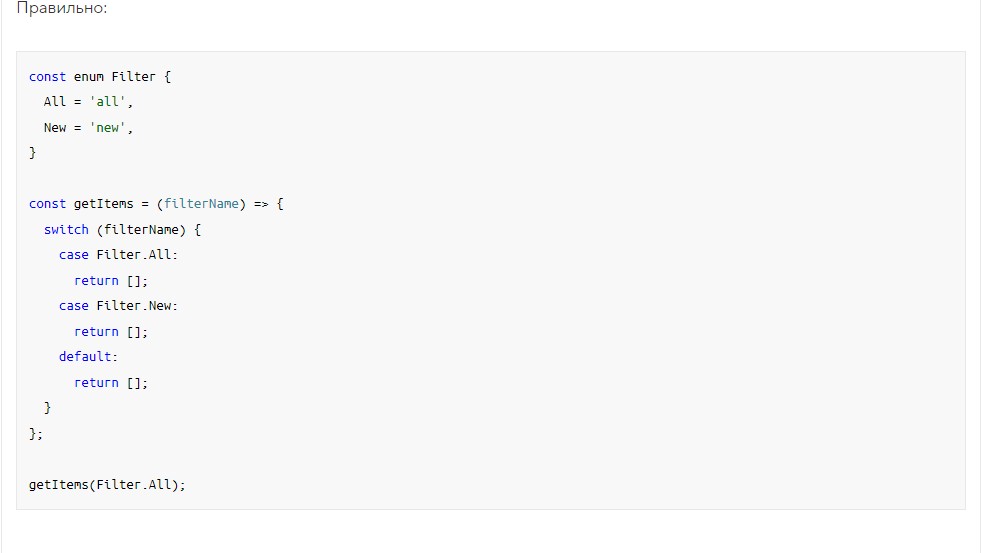 Правильно:
const enum Filter {
  All = 'all',
  New = 'new',
}
const getItems = (filterName) => {
  switch (filterName) {
    case Filter.All:
      return [];
    case Filter.New:
      return [];
    default:
      return [];
  }
};
getItems(Filter.All);